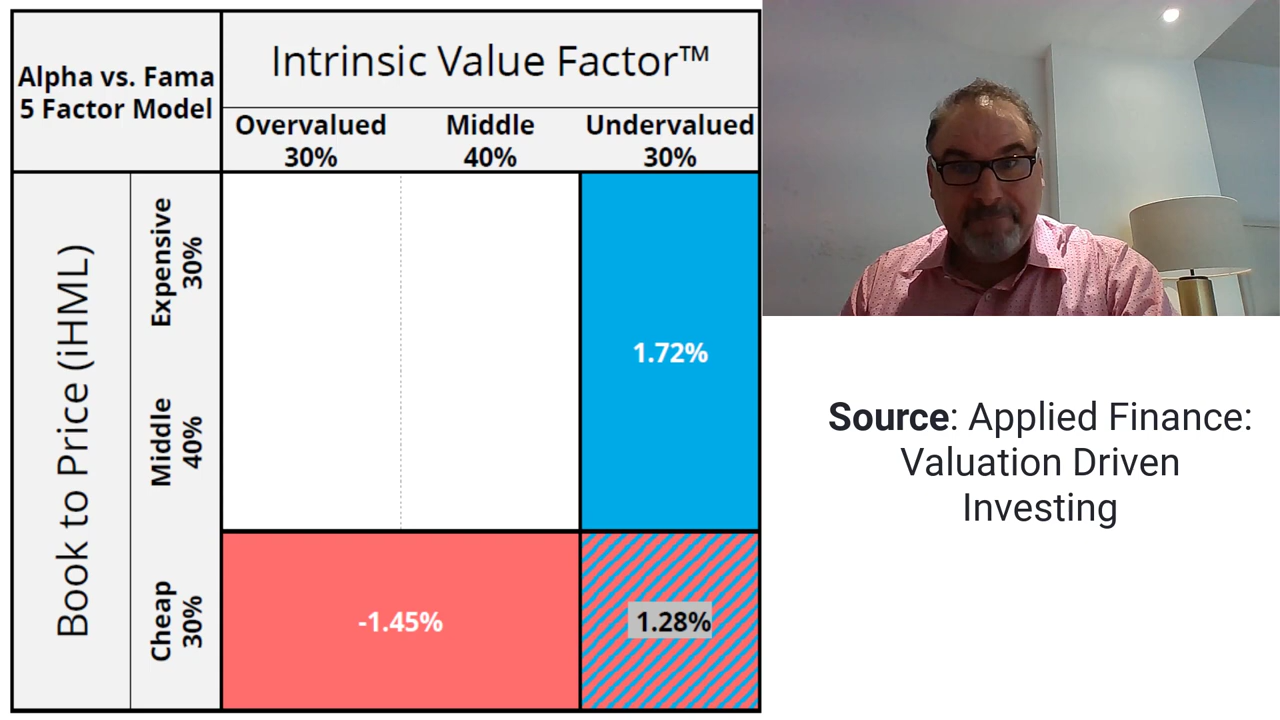 Alpha vs. Fama
5 Factor Model
Intrinsic Value Factor™
Overvalued
30%
Middle
40%
Undervalued
30%
Book to Price (iHML)
Expensive
30%
Middle
40%
Cheap
30%
1.72%
-1.45%
1.28%
Source: Applied Finance:
Valuation Driven
Investing